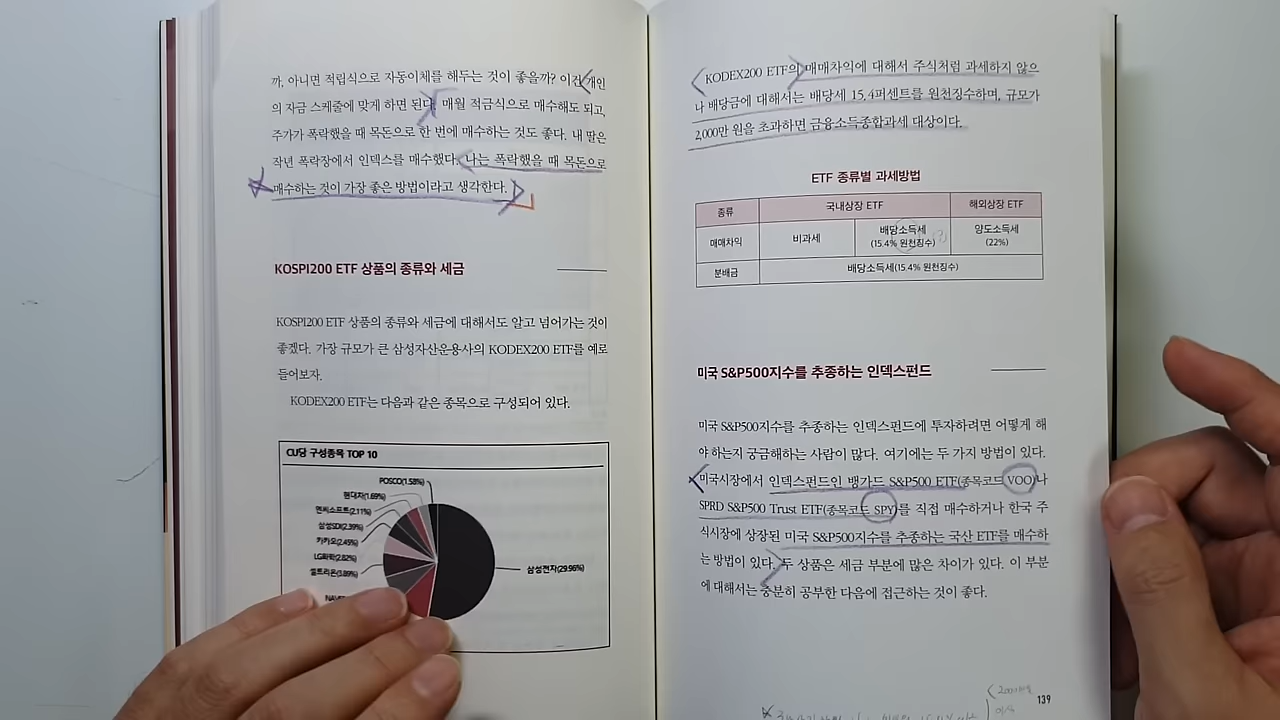 까, 아니면 적립식으로 자동이체를 해두는 것이 좋을까? 이건 개인
의 자금 스케줄에 맞게 하면 된다. 매월 적금식으로 매수해도 되고,
주가가 폭락했을 때 목돈으로 한 번에 매수하는 것도 좋다. 내 딸은
작년 폭락장에서 인덱스를 매수했다. 나는 폭락했을 때 목돈으로
매수하는 것이 가장 좋은 방법이라고 생각한다.
KOSPI200 ETF 상품의 종류와 세금
KOSPI200 ETF 상품의 종류와 세금에 대해서도 알고 넘어가는 것이
좋겠다. 가장 규모가 큰 삼성자산운용사의 KODEX200 ETF를 예로
들어보자.
KODEX200 ETF는 다음과 같은 종목으로 구성되어 있다.
CU당 구성종목 TOP 10
POSCO(1.58%)
현대차(1.69%)
엔씨소프트(2.11%)
삼성SDI(2.39%)
카카오(2.45%)
LG화학(2.82%)
셀트리온(3.89%)
삼성전자(29.96%)
KODEX200 ETF의 매매차익에 대해서 주식처럼 과세하지 않으
나 배당금에 대해서는 배당세 15.4퍼센트를 원천징수하며, 규모가
2,000만 원을 초과하면 금융소득종합과세 대상이다.
ETF 종류별 과세방법
종류 국내상장 ETF 해외상장 ETF
매매차익 비과세 배당소득세 (15.4% 원천징수) (?) 양도소득세 (22%)
분배금 배당소득세(15.4% 원천징수)
미국 S&P500지수를 추종하는 인덱스펀드
미국 S&P500지수를 추종하는 인덱스펀드에 투자하려면 어떻게 해
야 하는지 궁금해하는 사람이 많다. 여기에는 두 가지 방법이 있다.
미국시장에서 인덱스펀드인 뱅가드 S&P500 ETF(종목코드 VOO)나
SPRD S&P500 Trust ETF(종목코드 SPY)를 직접 매수하거나 한국 주
식시장에 상장된 미국 S&P500지수를 추종하는 국산 ETF를 매수하
는 방법이 있다. 두 상품은 세금 부분에 많은 차이가 있다. 이 부분
에 대해서는 충분히 공부한 다음에 접근하는 것이 좋다.
139